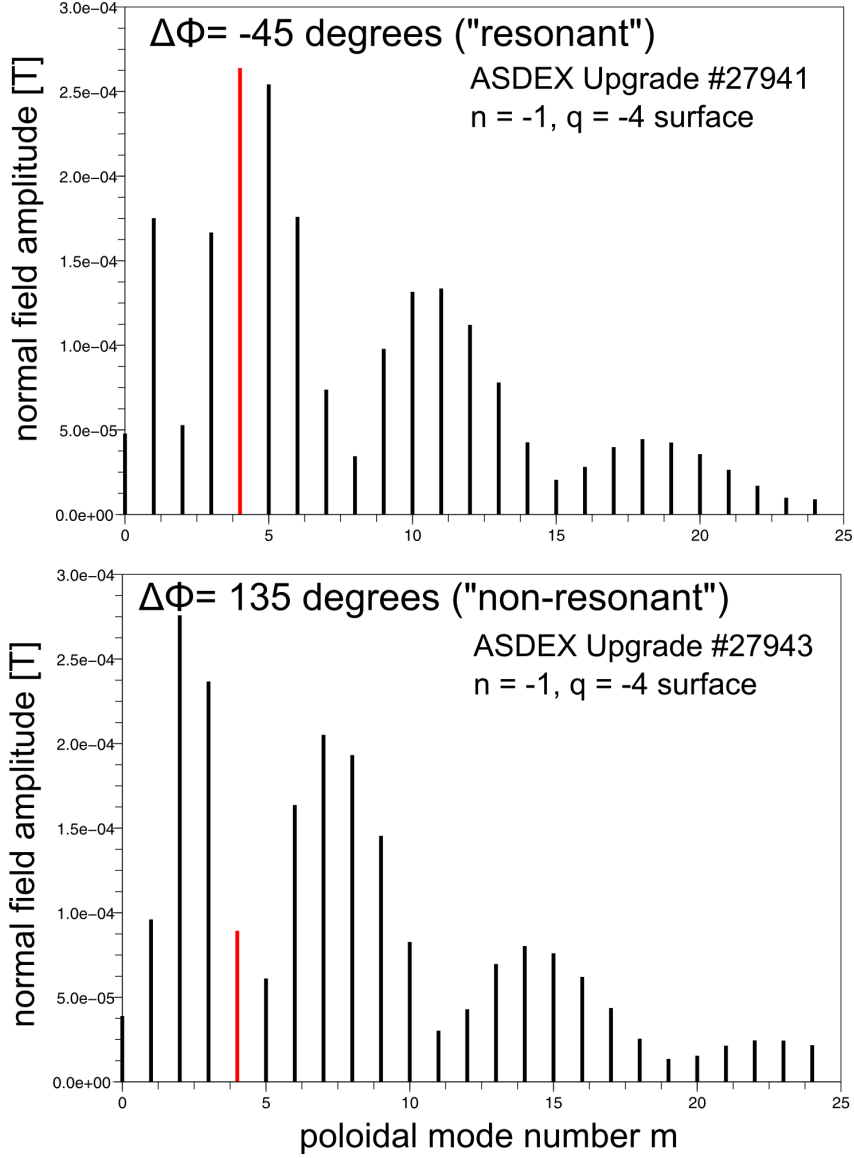 3.0e−04
ΔΦ= -45 degrees ("resonant")
ASDEX Upgrade #27941
n = -1, q = -4 surface
2.5e−04
2.0e−04
1.5e−04
1.0e−04
5.0e−05
0.0e+00
normal field amplitude [T]
0 5 10 15 20 25
3.0e−04
ΔΦ= 135 degrees ("non-resonant")
ASDEX Upgrade #27943
n = -1, q = -4 surface
2.5e−04
2.0e−04
1.5e−04
1.0e−04
5.0e−05
0.0e+00
normal field amplitude [T]
0 5 10 15 20 25
poloidal mode number m